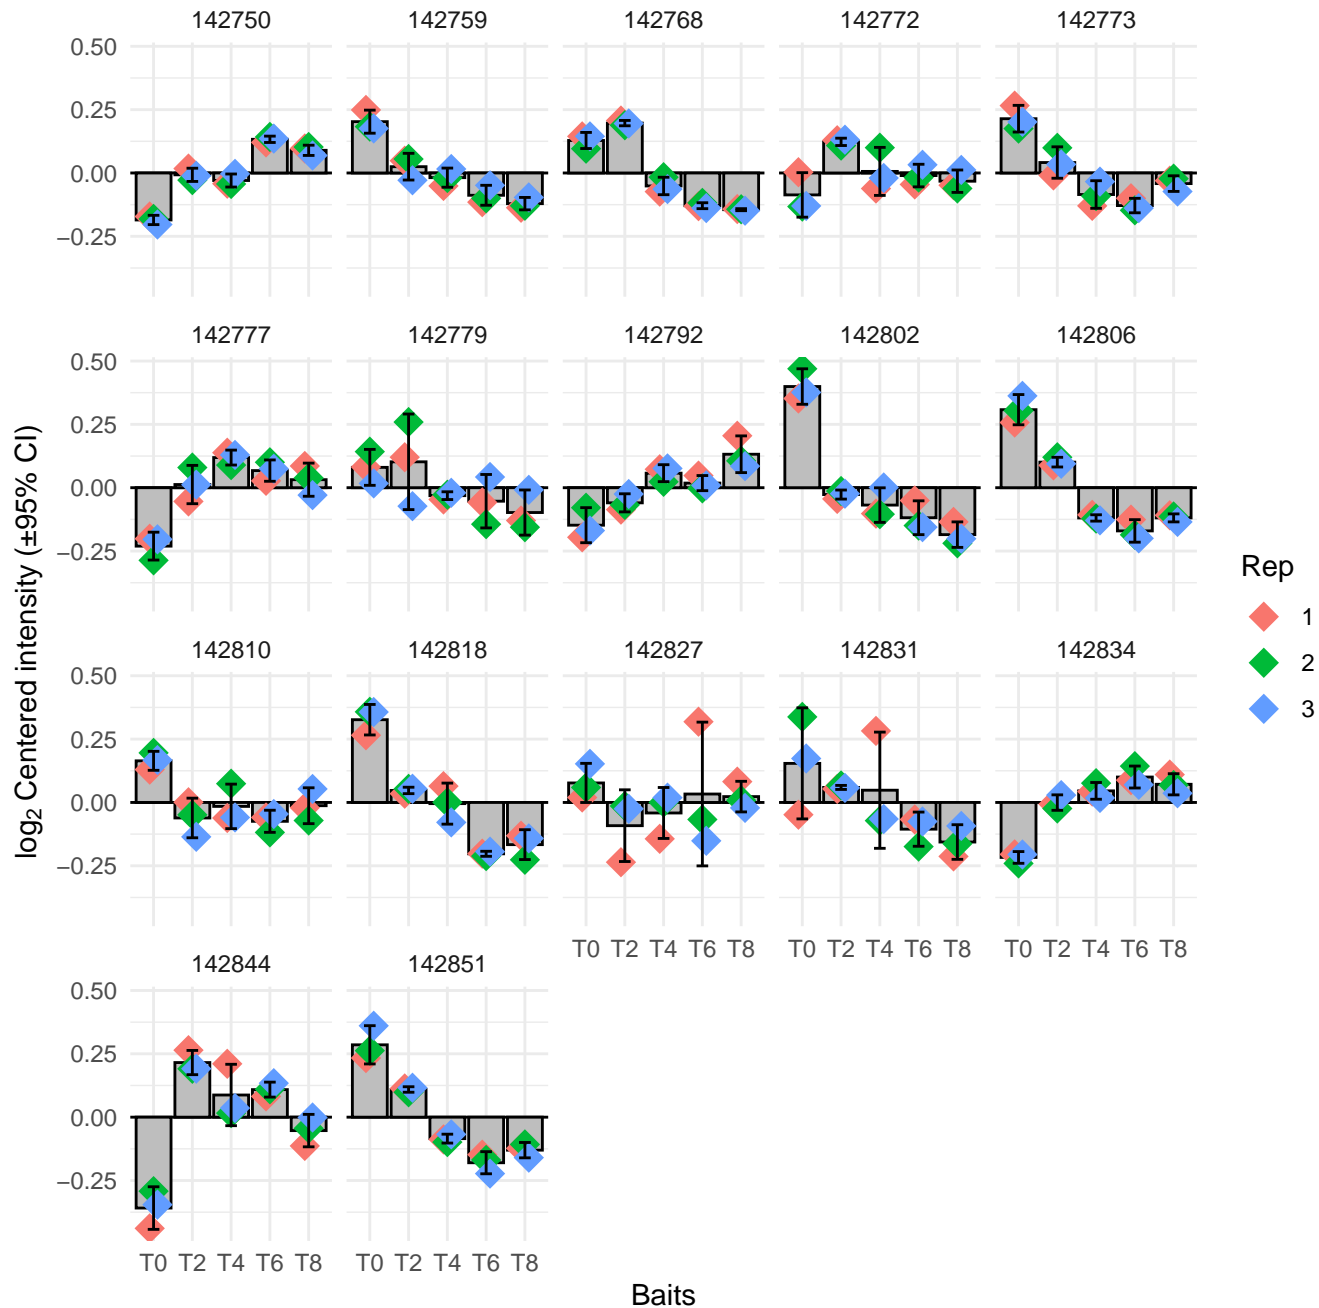 142750 142759 142768 142772 142773
0.50
0.25
0.00
−0.25
142777 142779 142792 142802 142806
0.50
0.25
0.00
−0.25
142810 142818 142827 142831 142834
0.50
0.25
0.00
−0.25
T0 T2 T4 T6 T8 T0 T2 T4 T6 T8 T0 T2 T4 T6 T8
142844 142851
0.50
0.25
0.00
−0.25
T0 T2 T4 T6 T8 T0 T2 T4 T6 T8
Baits
log₂ Centered intensity (±95% CI)
Rep
1
2
3